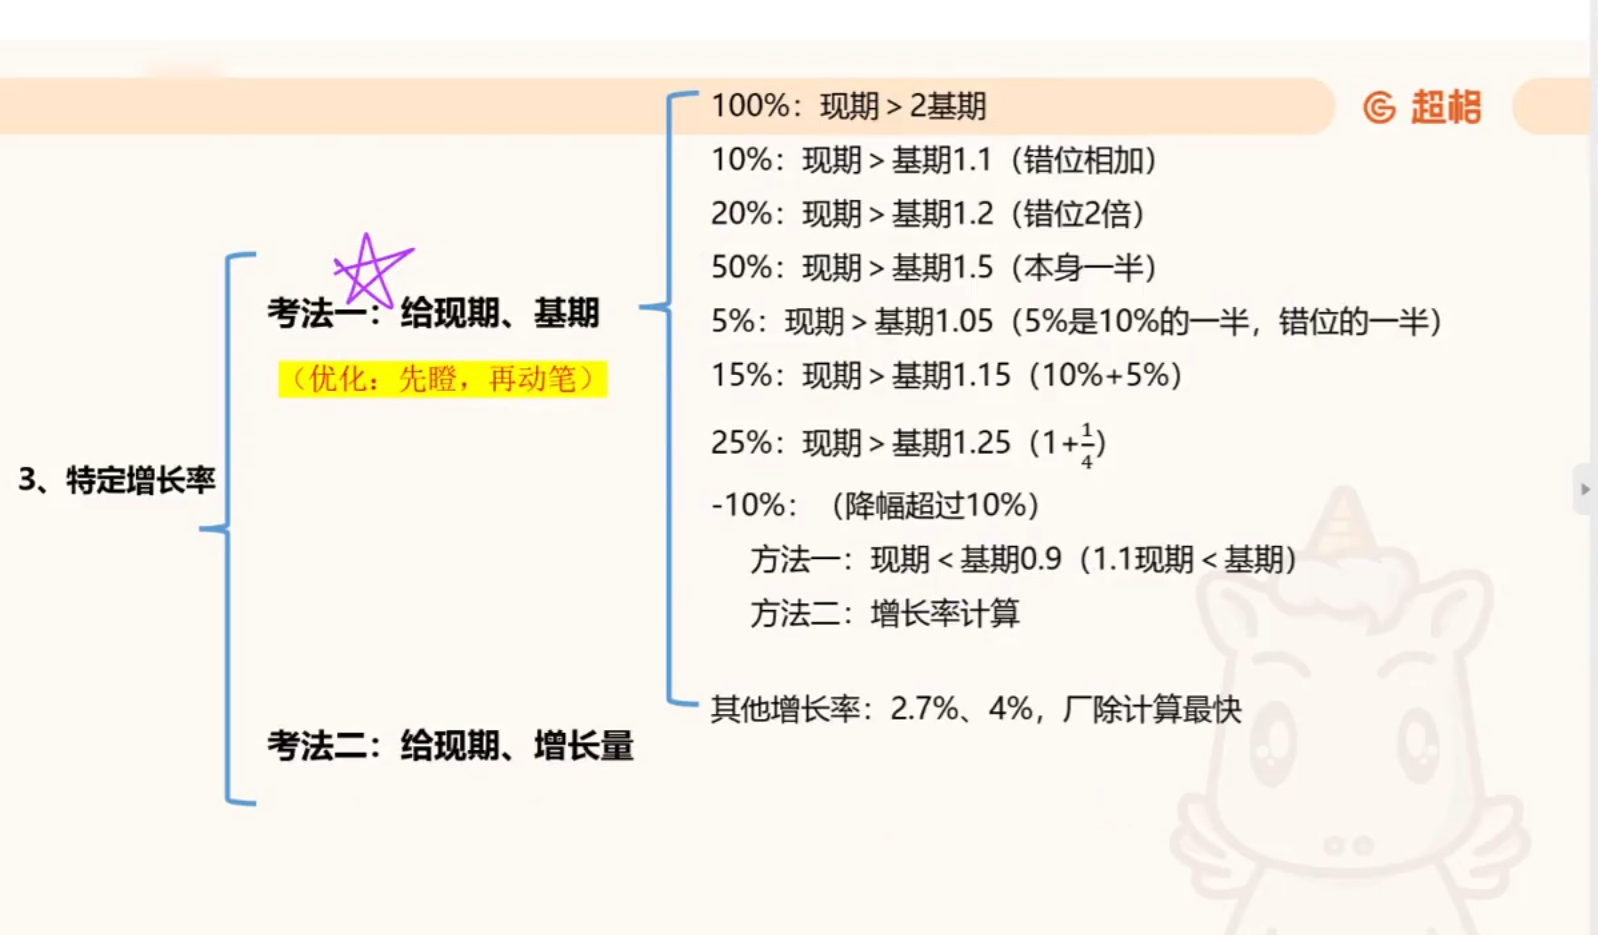 超格
100%：现期＞2基期
10%：现期＞基期1.1（错位相加）
20%：现期＞基期1.2（错位2倍）
50%：现期＞基期1.5（本身一半）
5%：现期＞基期1.05（5%是10%的一半，错位的一半）
15%：现期＞基期1.15（10%+5%）
25%：现期＞基期1.25（1+1/4）
-10%：（降幅超过10%）
方法一：现期＜基期0.9（1.1现期＜基期）
方法二：增长率计算
其他增长率：2.7%、4%，厂除计算最快
考法一：给现期、基期
（优化：先瞪，再动笔）
3、特定增长率
考法二：给现期、增长量